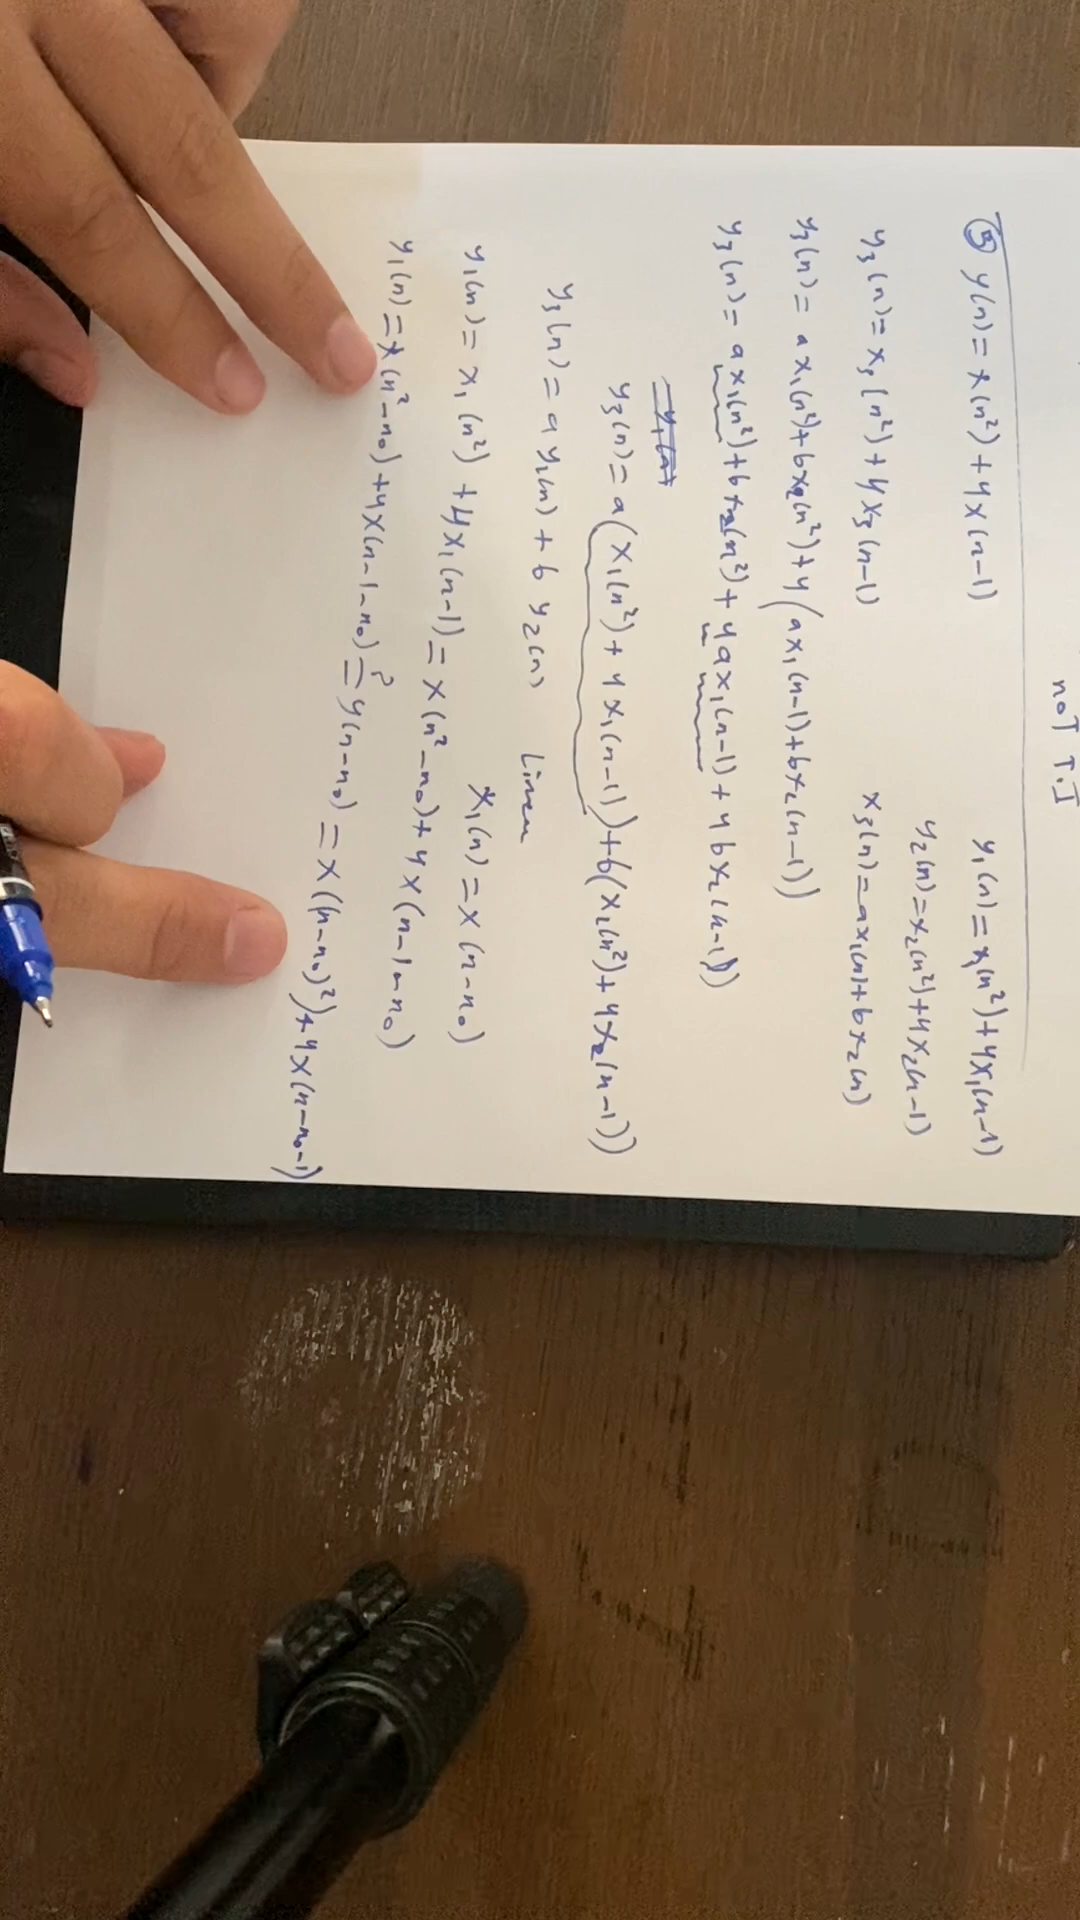 noT T.I
⑤ y(n) = x(n²) + 4x(n-1)
y₁(n) = x₁(n²) + 4x₁(n-1)
y₂(n) = x₂(n²) + 4x₂(n-1)
y₃(n) = x₃(n²) + 4x₃(n-1)
x₃(n) = ax₁(n) + bx₂(n)
y₃(n) = ax₁(n²) + bx₂(n²) + 4(ax₁(n-1) + bx₂(n-1))
y₃(n) = ax₁(n²) + bx₂(n²) + 4ax₁(n-1) + 4bx₂(n-1))
y₃(n) = a(x₁(n²) + 4x₁(n-1)) + b(x₂(n²) + 4x₂(n-1))
y₃(n) = a y₁(n) + b y₂(n) Linear
x₁(n) = x(n-n₀)
y₁(n) = x₁(n²) + 4x₁(n-1) = x(n²-n₀) + 4x(n-1-n₀)
y₁(n) = x(n²-n₀) + 4x(n-1-n₀) =? y(n-n₀) = x((n-n₀)²) + 4x(n-n₀-1)